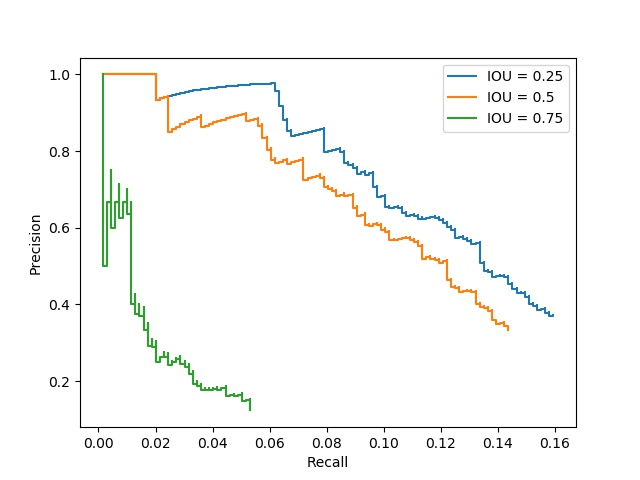 IOU = 0.25
IOU = 0.5
IOU = 0.75
Precision
1.0
0.8
0.6
0.4
0.2
0.00 0.02 0.04 0.06 0.08 0.10 0.12 0.14 0.16
Recall